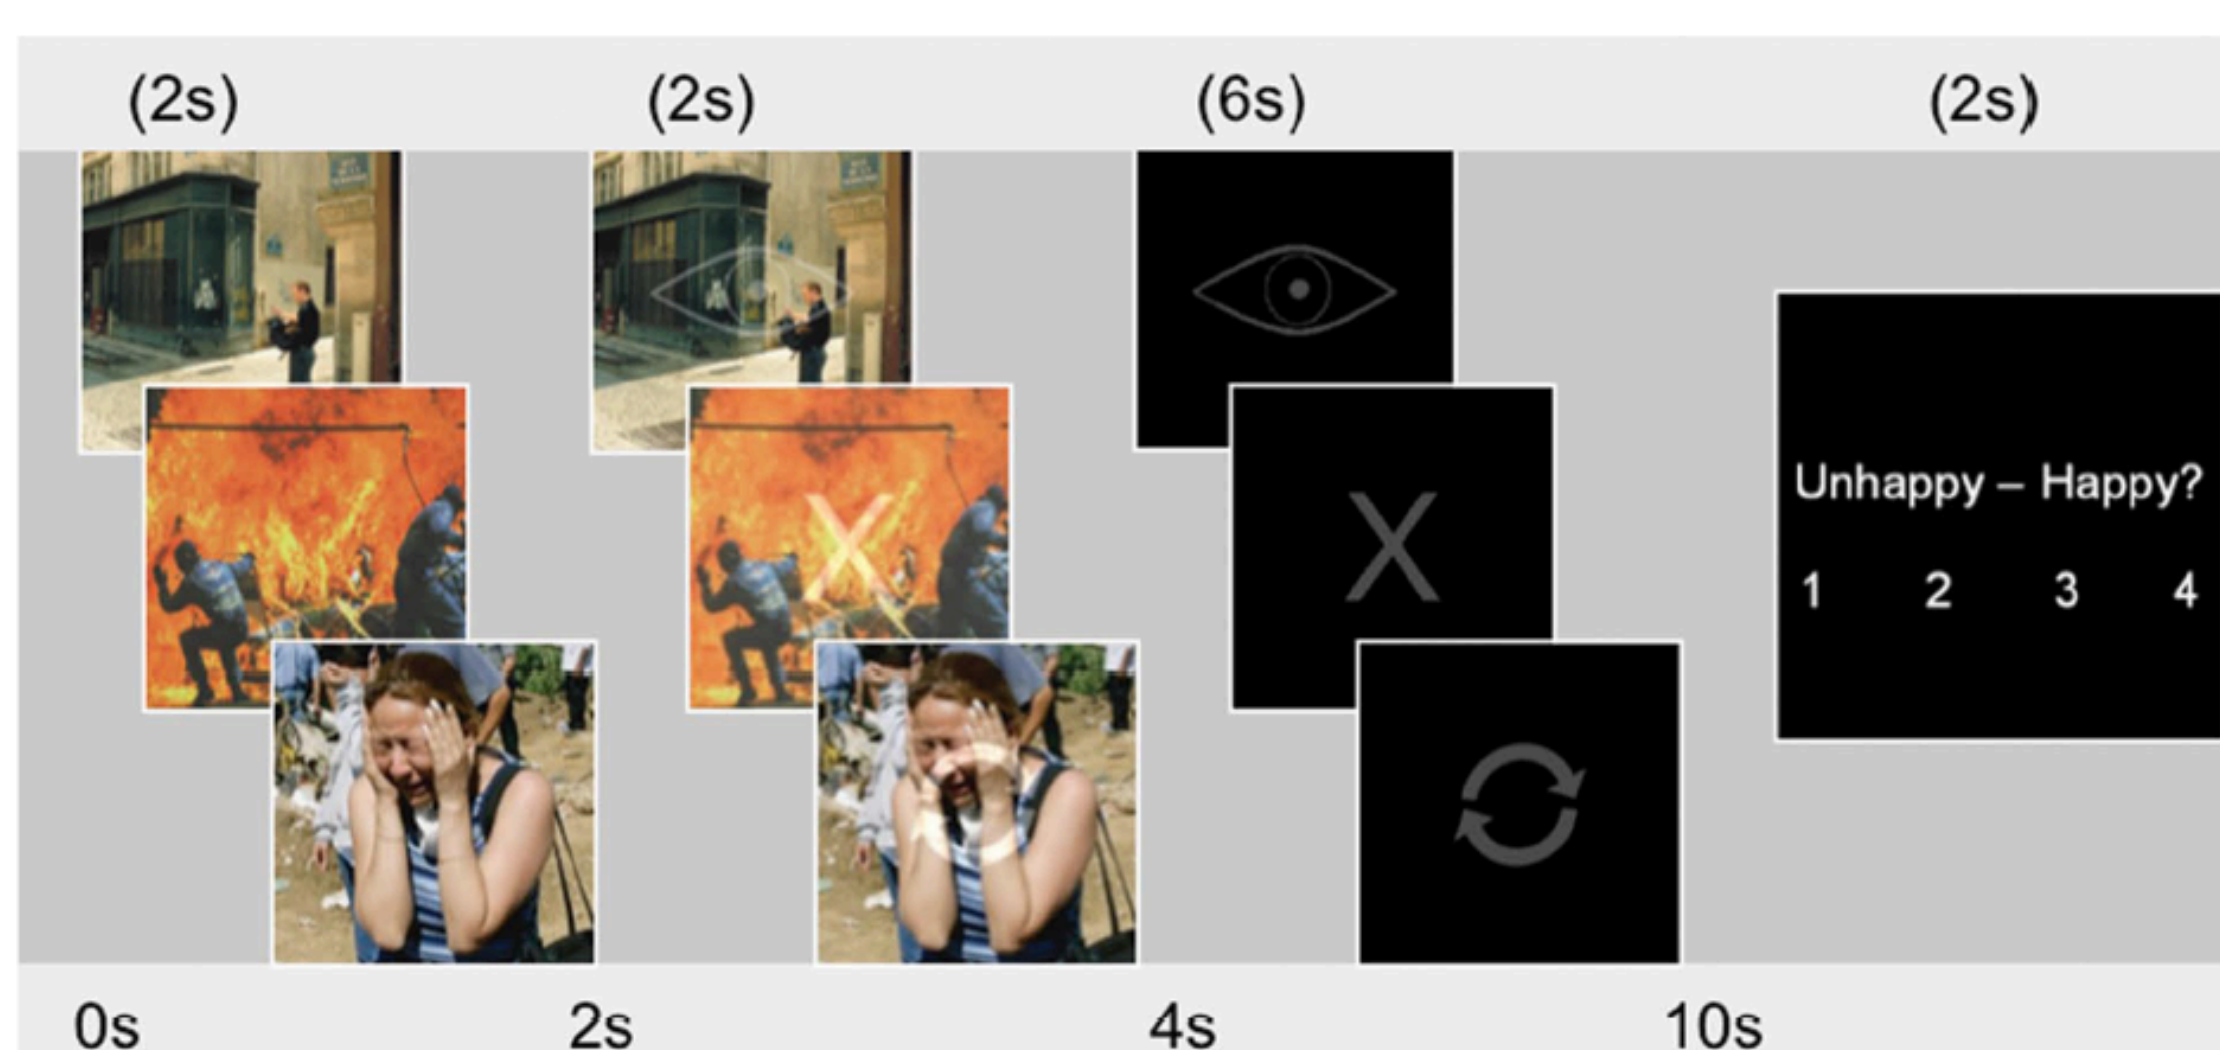 (2s) (2s) (6s) (2s)
X X
Unhappy – Happy?
1 2 3 4
0s 2s 4s 10s